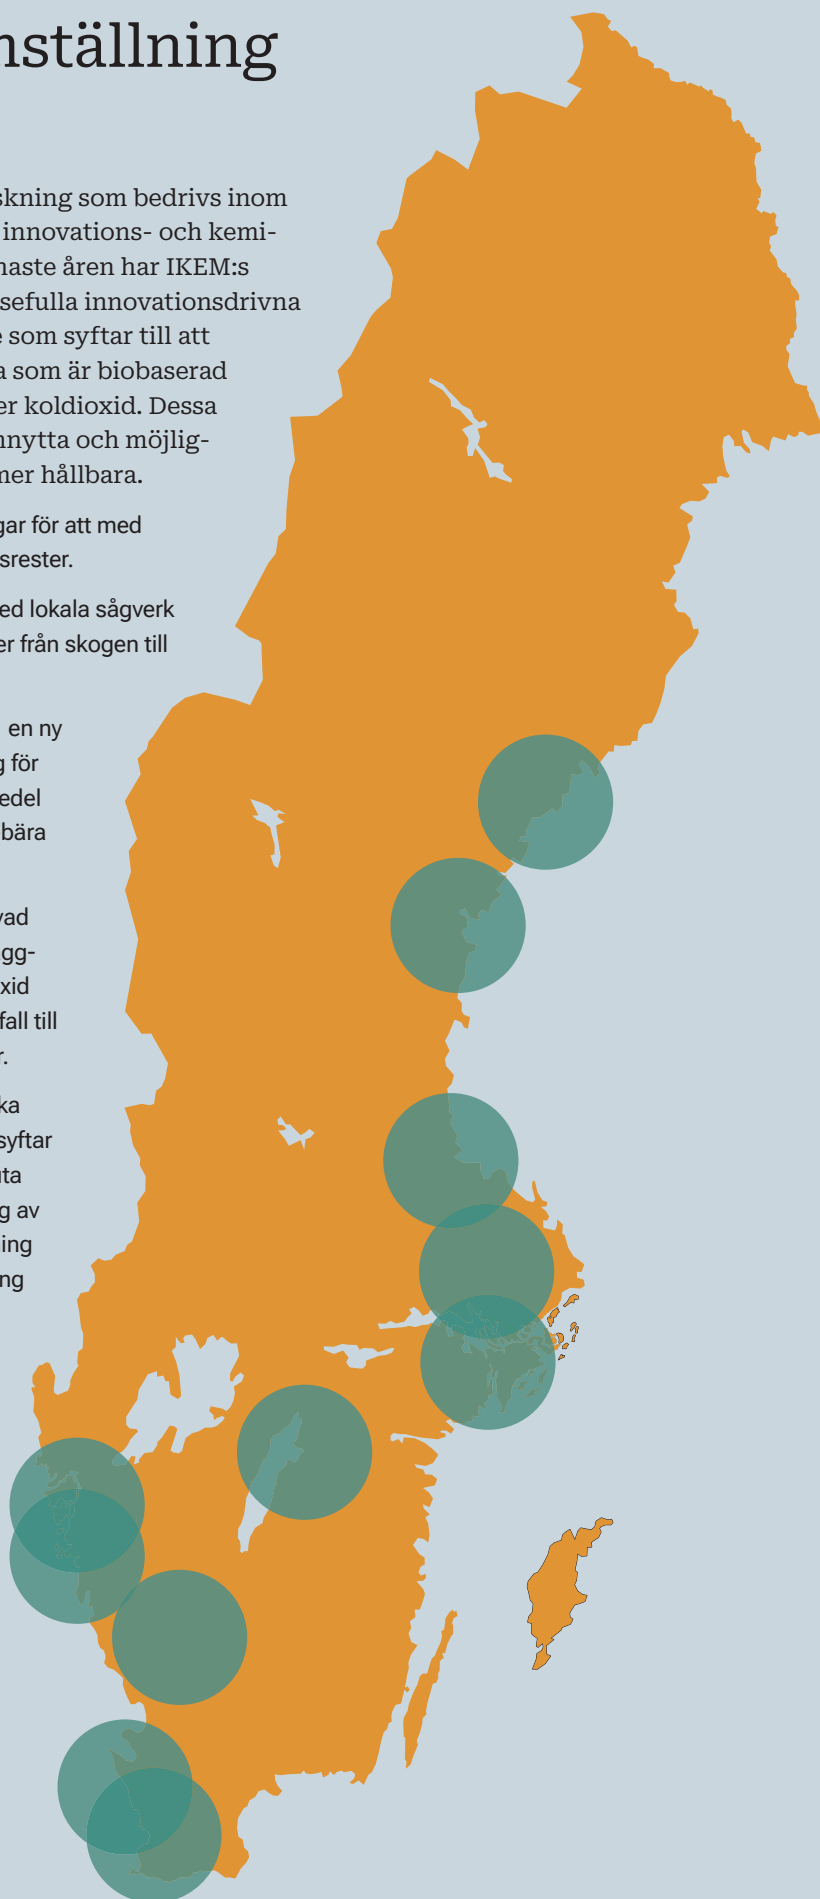 nställning
skning som bedrivs inom
innovations- och kemi-
naste åren har IKEM:s
sefulla innovationsdrivna
e som syftar till att
a som är biobaserad
er koldioxid. Dessa
nnytta och möjlig-
mer hållbara.
gar för att med
srester.
ed lokala sågverk
er från skogen till
en ny
g för
edel
bära
vad
gg-
xid
fall till
r.
ka
syftar
ta
g av
ing
ng